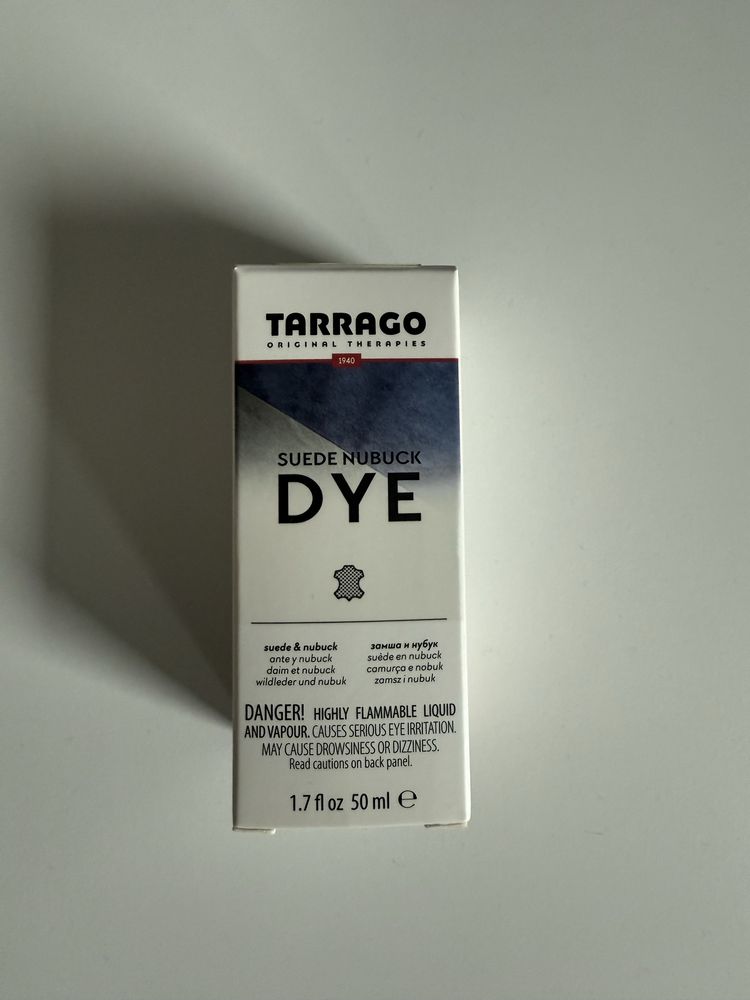 TARRAGO
ORIGINAL THERAPIES
1940
SUEDE NUBUCK
DYE
suede & nubuck
ante y nubuck
daim et nubuck
wildleder und nubuk
замша и нубук
suède en nubuck
camurça e nobuk
zamsz i nubuk
DANGER! HIGHLY FLAMMABLE LIQUID
AND VAPOUR. CAUSES SERIOUS EYE IRRITATION.
MAY CAUSE DROWSINESS OR DIZZINESS.
Read cautions on back panel.
1.7 fl oz 50 ml ℮